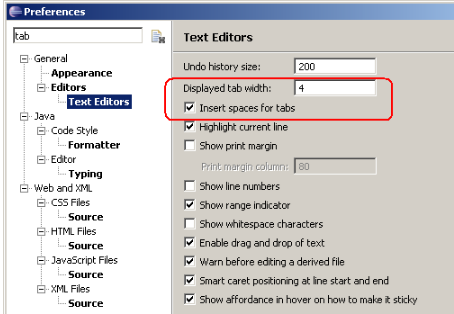 Preferences
tab
Text Editors
General
Appearance
Editors
Text Editors
Java
Code Style
Formatter
Editor
Typing
Web and XML
CSS Files
Source
HTML Files
Source
JavaScript Files
Source
XML Files
Source
Undo history size: 200
Displayed tab width: 4
Insert spaces for tabs
Highlight current line
Show print margin
Print margin column: 80
Show line numbers
Show range indicator
Show whitespace characters
Enable drag and drop of text
Warn before editing a derived file
Smart caret positioning at line start and end
Show affordance in hover on how to make it sticky